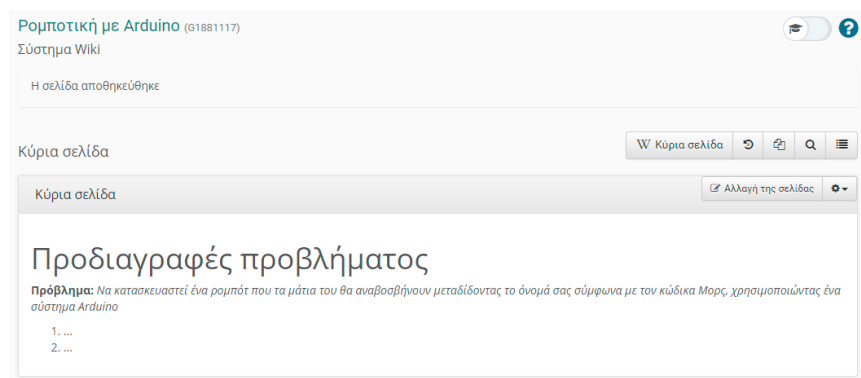 Ρομποτική με Arduino (G1881117)
Σύστημα Wiki
Η σελίδα αποθηκεύθηκε
Κύρια σελίδα
W Κύρια σελίδα
Κύρια σελίδα
Αλλαγή της σελίδας
Προδιαγραφές προβλήματος
Πρόβλημα: Να κατασκευαστεί ένα ρομπότ που τα μάτια του θα αναβοσβήνουν μεταδίδοντας το όνομά σας σύμφωνα με τον κώδικα Μορς, χρησιμοποιώντας ένα
σύστημα Arduino
1. ...
2. ...